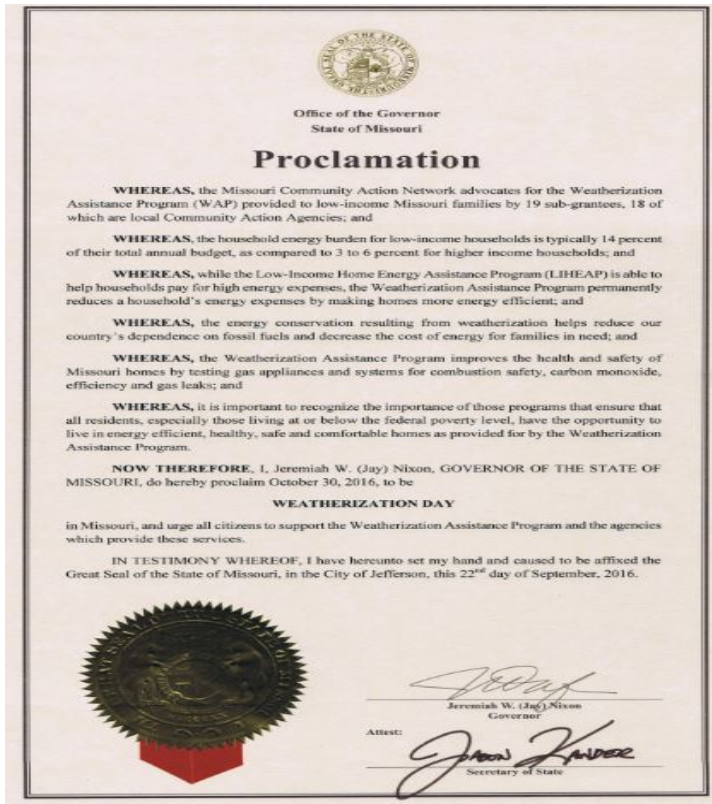 THE GREAT SEAL OF THE STATE OF MISSOURI
Office of the Governor
State of Missouri
Proclamation
WHEREAS, the Missouri Community Action Network advocates for the Weatherization
Assistance Program (WAP) provided to low-income Missouri families by 19 sub-grantees, 18 of
which are local Community Action Agencies; and
WHEREAS, the household energy burden for low-income households is typically 14 percent
of their total annual budget, as compared to 3 to 6 percent for higher income households; and
WHEREAS, while the Low-Income Home Energy Assistance Program (LIHEAP) is able to
help households pay for high energy expenses, the Weatherization Assistance Program permanently
reduces a household's energy expenses by making homes more energy efficient; and
WHEREAS, the energy conservation resulting from weatherization helps reduce our
country's dependence on fossil fuels and decrease the cost of energy for families in need; and
WHEREAS, the Weatherization Assistance Program improves the health and safety of
Missouri homes by testing gas appliances and systems for combustion safety, carbon monoxide,
efficiency and gas leaks; and
WHEREAS, it is important to recognize the importance of those programs that ensure that
all residents, especially those living at or below the federal poverty level, have the opportunity to
live in energy efficient, healthy, safe and comfortable homes as provided for by the Weatherization
Assistance Program.
NOW THEREFORE, I, Jeremiah W. (Jay) Nixon, GOVERNOR OF THE STATE OF
MISSOURI, do hereby proclaim October 30, 2016, to be
WEATHERIZATION DAY
in Missouri, and urge all citizens to support the Weatherization Assistance Program and the agencies
which provide these services.
IN TESTIMONY WHEREOF, I have hereunto set my hand and caused to be affixed the
Great Seal of the State of Missouri, in the City of Jefferson, this 22nd day of September, 2016.
Jeremiah W. (Jay) Nixon
Governor
Attest:
Jason Kander
Secretary of State